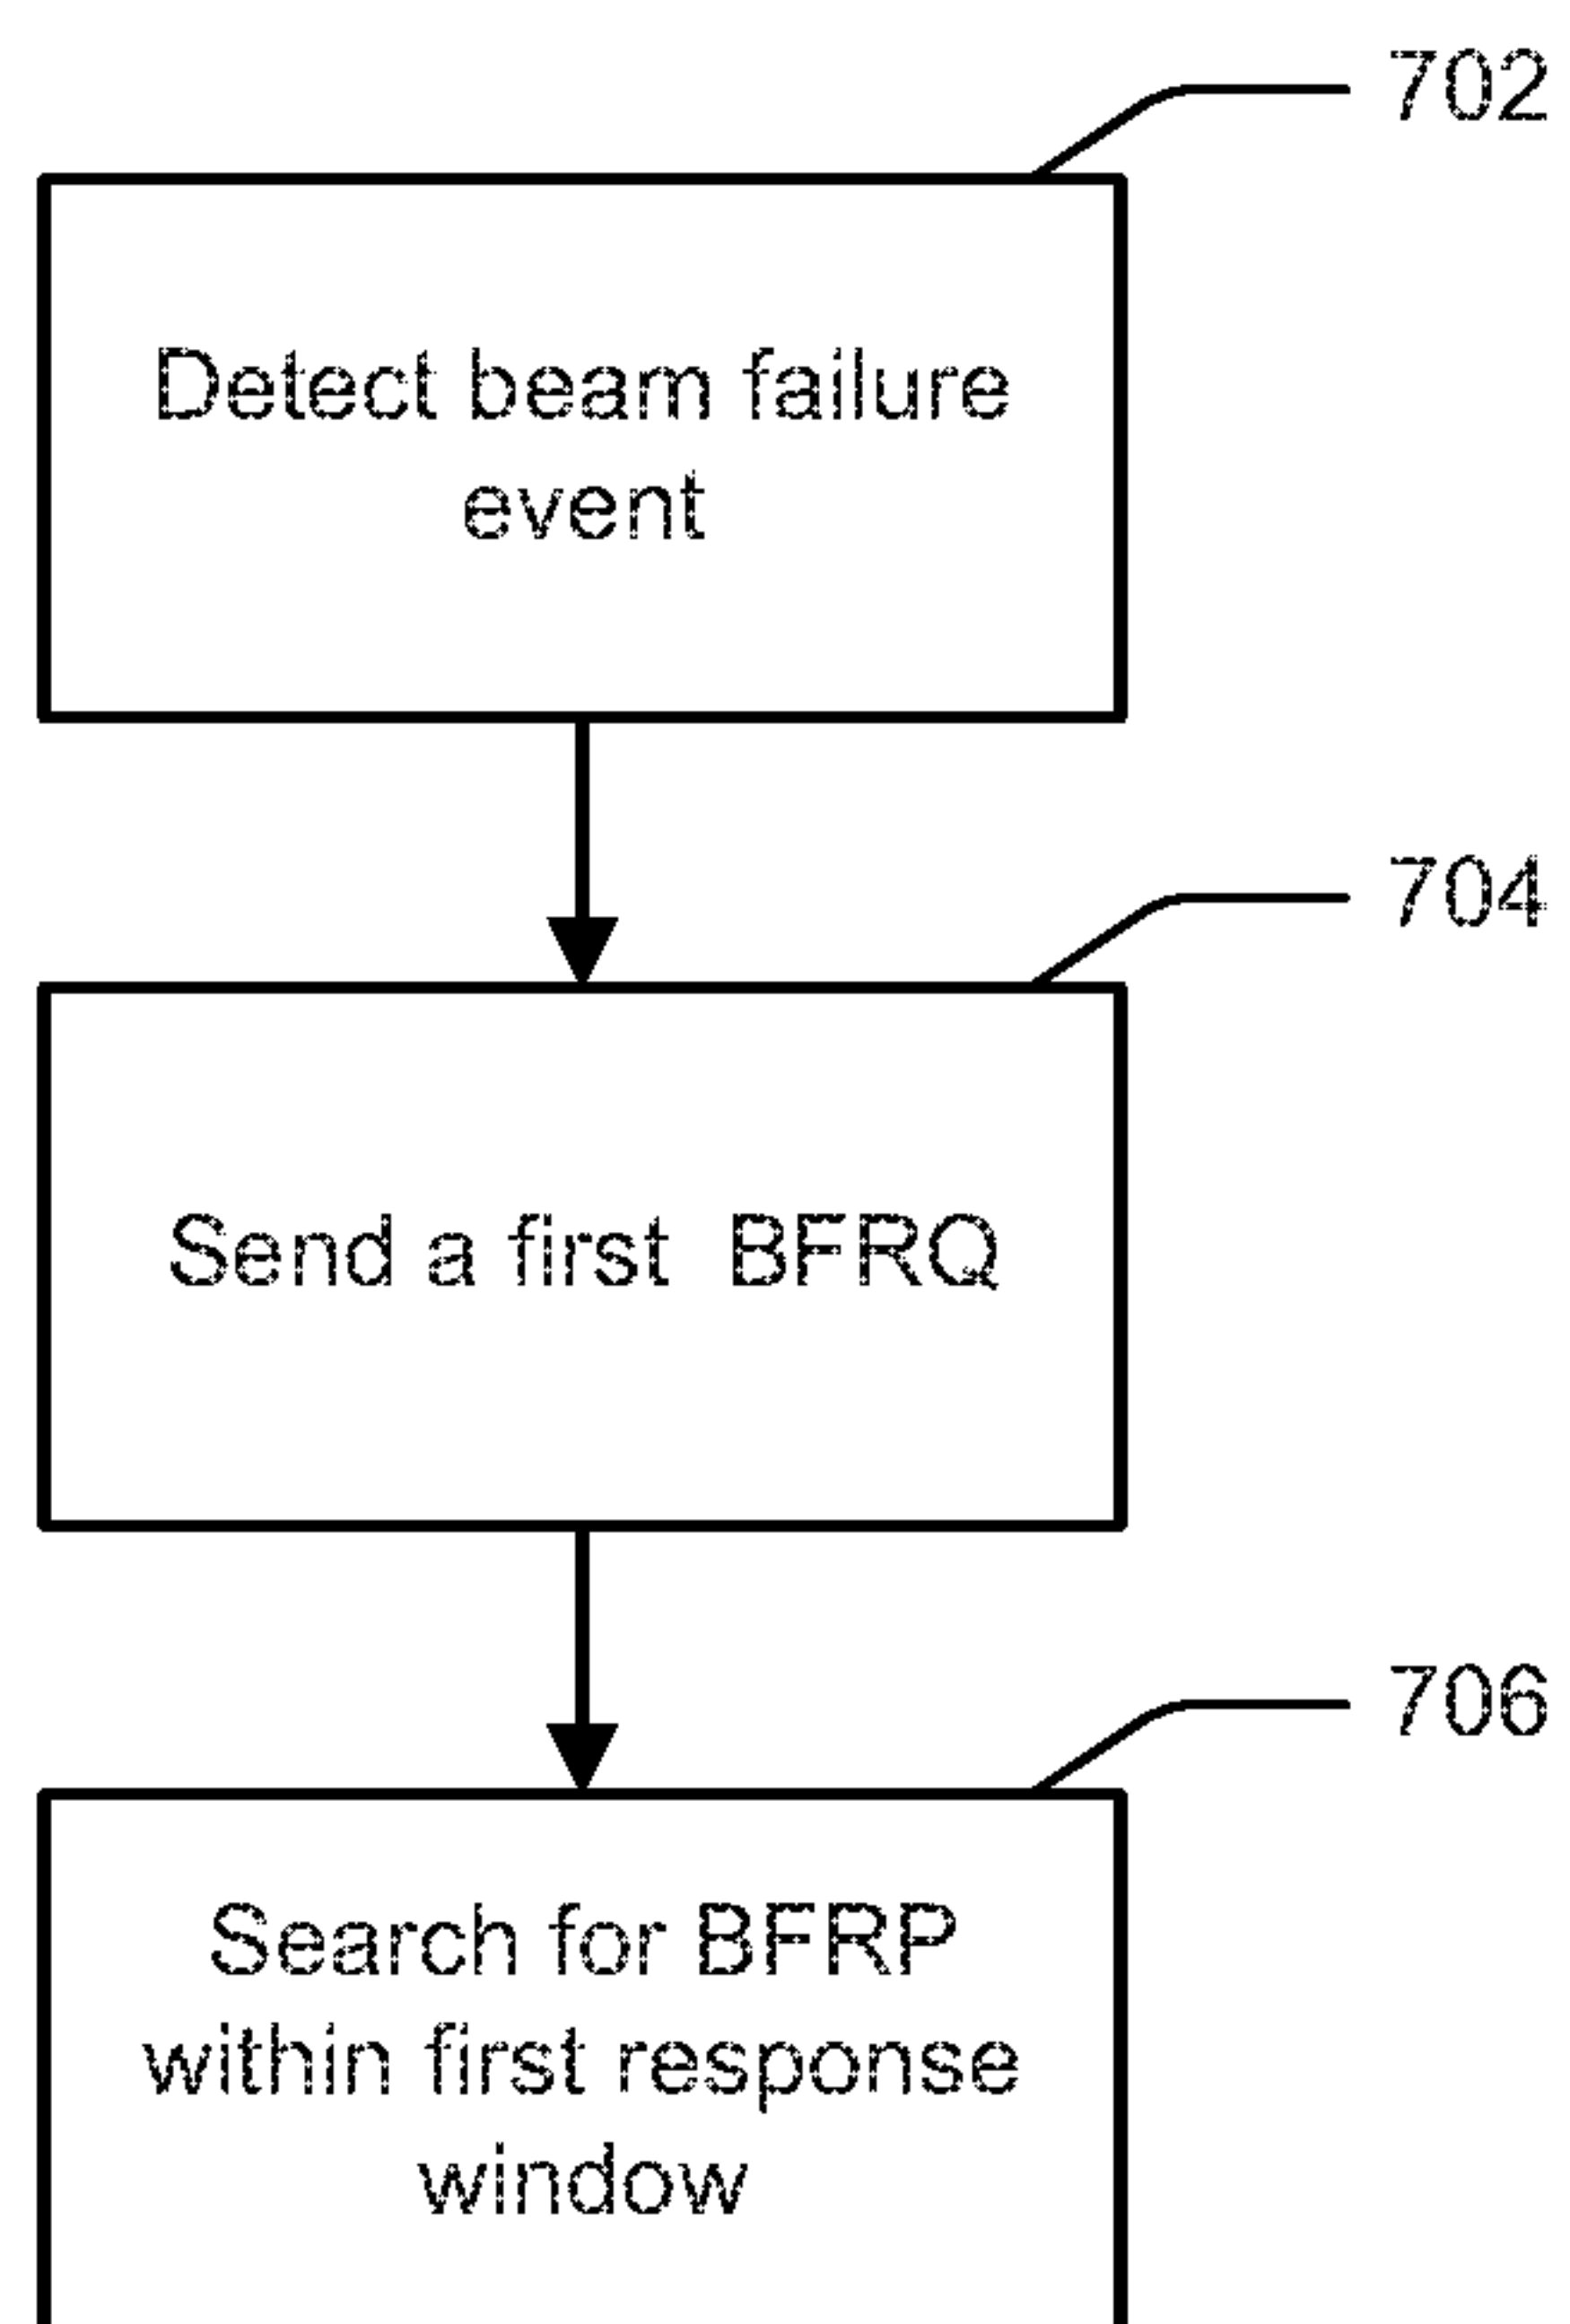 702
Detect beam failure
event
704
Send a first BFRQ
706
Search for BFRP
within first response
window